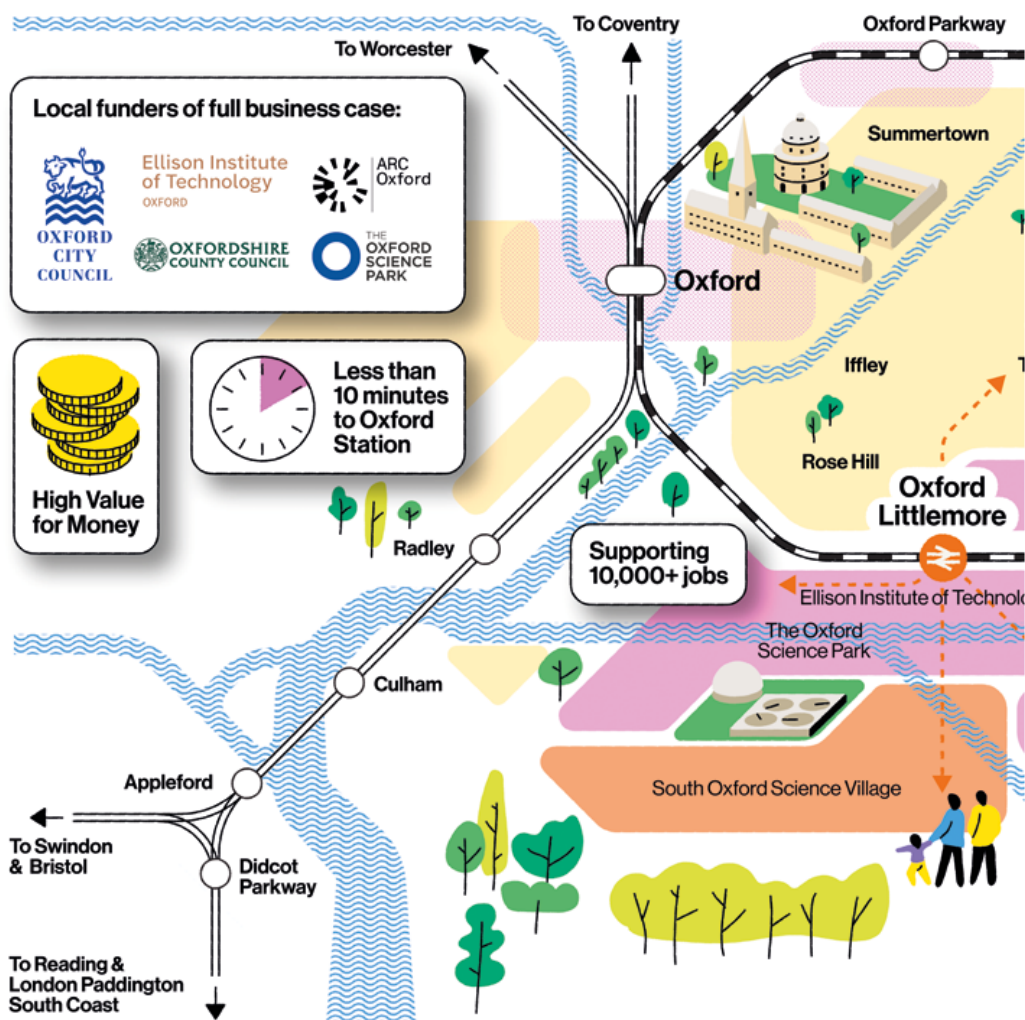 To Coventry
Oxford Parkway
To Worcester
Local funders of full business case:
OXFORD
CITY
COUNCIL
Ellison Institute
of Technology
OXFORD
ARC
Oxford
OXFORDSHIRE
COUNTY COUNCIL
THE
OXFORD
SCIENCE
PARK
Summertown
Oxford
High Value
for Money
Less than
10 minutes
to Oxford
Station
Iffley
T
Rose Hill
Oxford
Littlemore
Radley
Supporting
10,000+ jobs
Ellison Institute of Technolo
The Oxford
Science Park
Culham
Appleford
South Oxford Science Village
To Swindon
& Bristol
Didcot
Parkway
To Reading &
London Paddington
South Coast